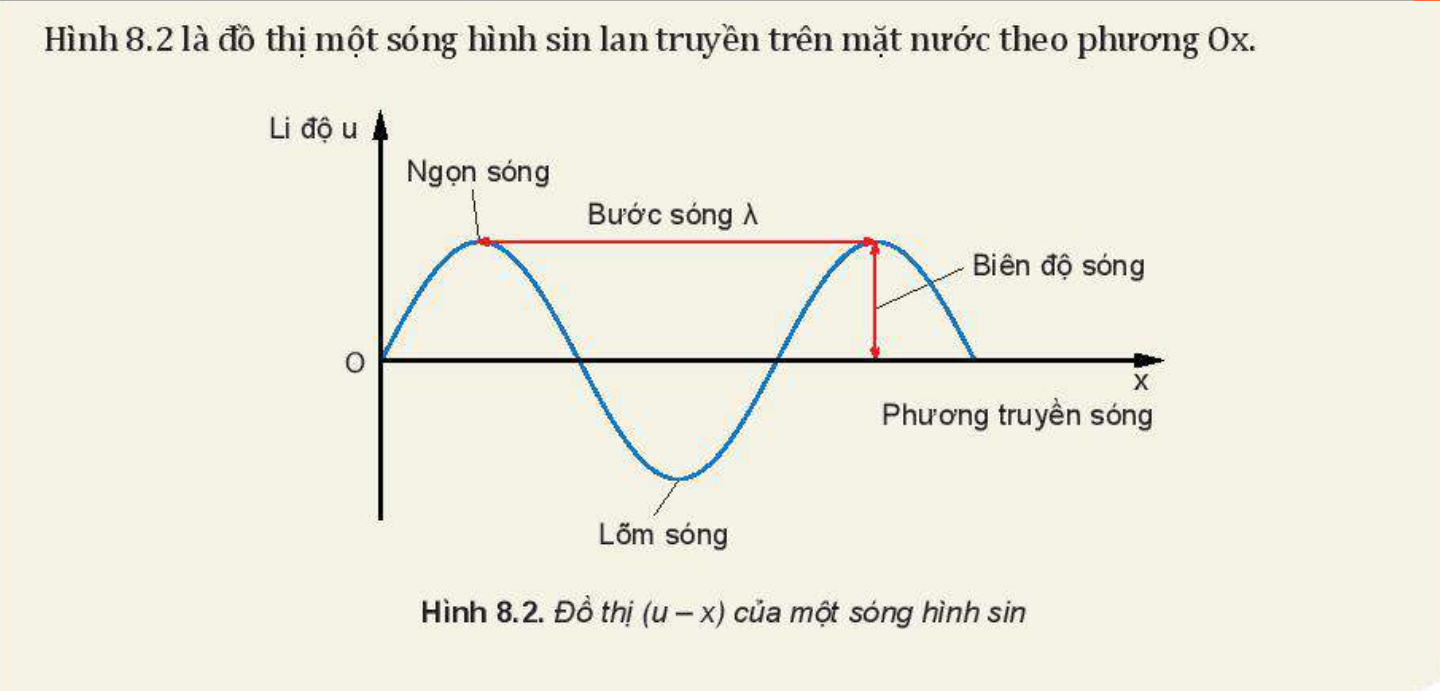 Hình 8.2 là đồ thị một sóng hình sin lan truyền trên mặt nước theo phương Ox.
Li độ u
Ngọn sóng
Bước sóng λ
Biên độ sóng
O
x
Phương truyền sóng
Lõm sóng
Hình 8.2. Đồ thị (u – x) của một sóng hình sin